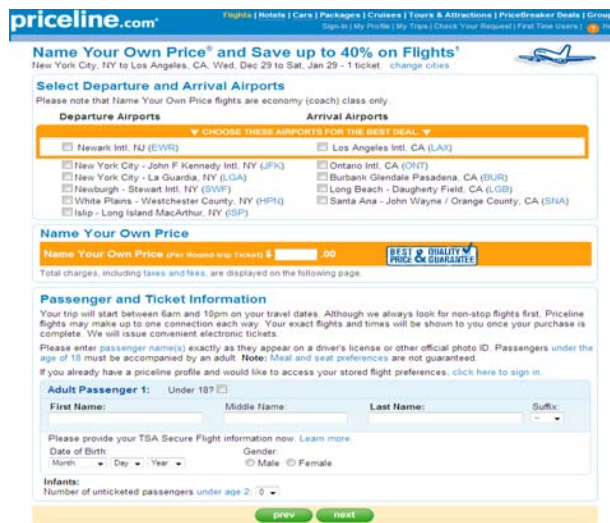 priceline.com®
Flights | Hotels | Cars | Packages | Cruises | Tours & Attractions | PriceBreaker Deals | Grou
Sign-In | My Profile | My Trips | Check Your Request | First Time Users |
Name Your Own Price® and Save up to 40% on Flights¹
New York City, NY to Los Angeles, CA, Wed, Dec 29 to Sat, Jan 29 - 1 ticket. change cities
Select Departure and Arrival Airports
Please note that Name Your Own Price flights are economy (coach) class only.
Departure Airports Arrival Airports
▼ CHOOSE THESE AIRPORTS FOR THE BEST DEAL. ▼
Newark Intl, NJ (EWR) Los Angeles Intl, CA (LAX)
New York City - John F Kennedy Intl, NY (JFK) Ontario Intl, CA (ONT)
New York City - La Guardia, NY (LGA) Burbank Glendale Pasadena, CA (BUR)
Newburgh - Stewart Intl, NY (SWF) Long Beach - Daugherty Field, CA (LGB)
White Plains - Westchester County, NY (HPN) Santa Ana - John Wayne / Orange County, CA (SNA)
Islip - Long Island MacArthur, NY (ISP)
Name Your Own Price
Name Your Own Price (Per Round-trip Ticket) $ .00 BEST PRICE & QUALITY GUARANTEE
Total charges, including taxes and fees, are displayed on the following page.
Passenger and Ticket Information
Your trip will start between 6am and 10pm on your travel dates. Although we always look for non-stop flights first, Priceline
flights may make up to one connection each way. Your exact flights and times will be shown to you once your purchase is
complete. We will issue convenient electronic tickets.
Please enter passenger name(s) exactly as they appear on a driver's license or other official photo ID. Passengers under the
age of 18 must be accompanied by an adult. Note: Meal and seat preferences are not guaranteed.
If you already have a priceline profile and would like to access your stored flight preferences, click here to sign in.
Adult Passenger 1: Under 18?
First Name: Middle Name: Last Name: Suffix:
--
Please provide your TSA Secure Flight information now. Learn more.
Date of Birth: Gender:
Month Day Year Male Female
Infants:
Number of unticketed passengers under age 2: 0
prev next